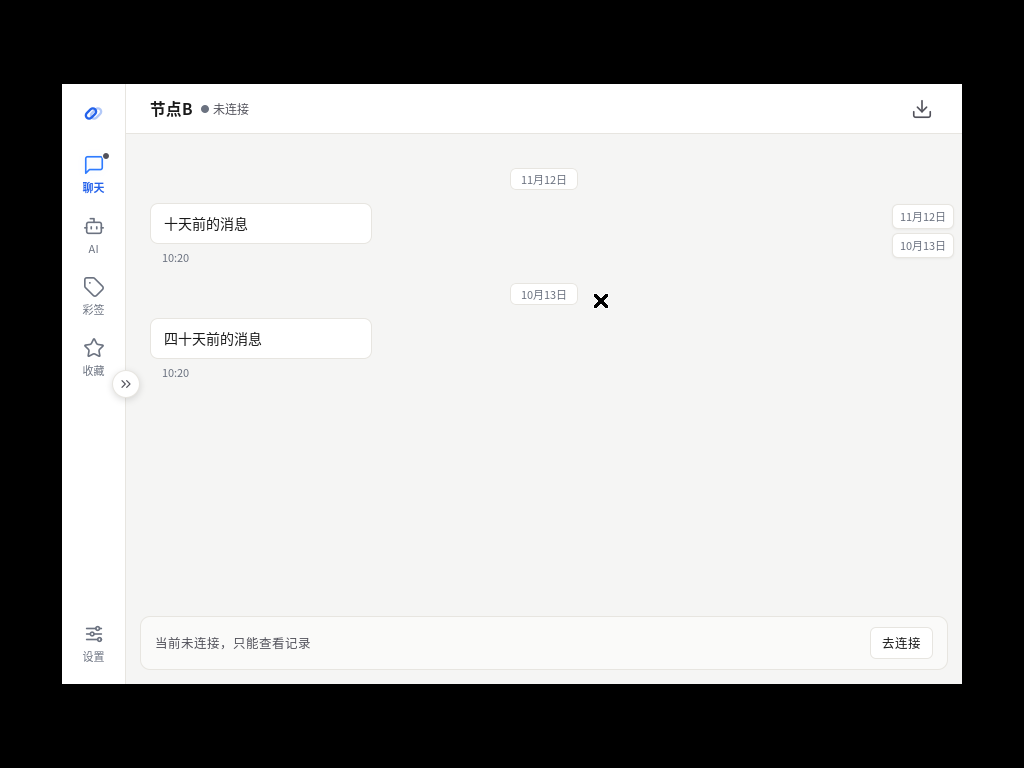 节点B
未连接
聊天
AI
彩签
收藏
设置
11月12日
十天前的消息
10:20
10月13日
四十天前的消息
10:20
11月12日
10月13日
当前未连接，只能查看记录
去连接